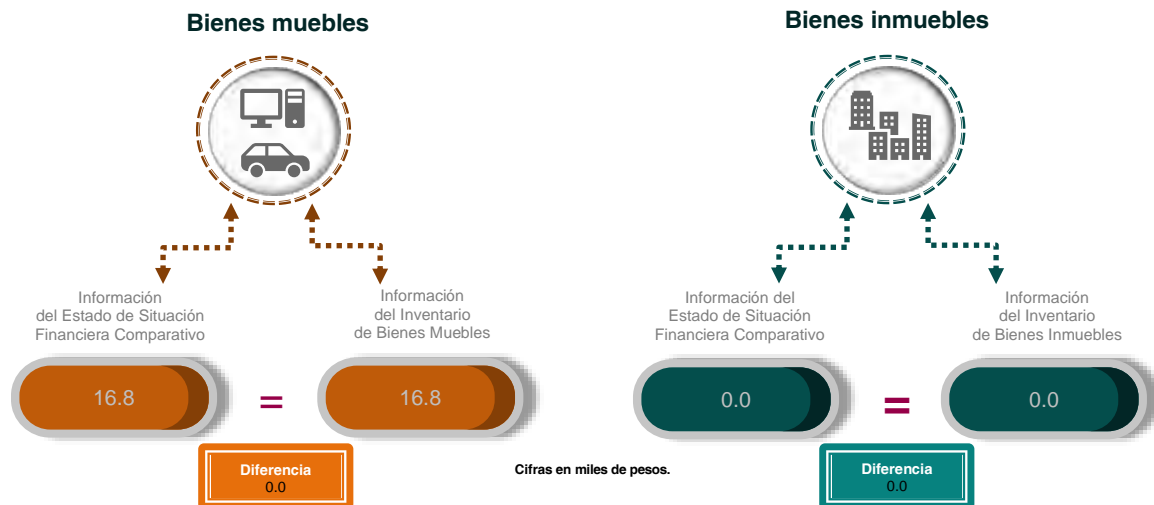 Bienes muebles
Información
del Estado de Situación
Financiera Comparativo
Información
del Inventario
de Bienes Muebles
16.8
=
16.8
Diferencia
0.0
Cifras en miles de pesos.
Bienes inmuebles
Información del
Estado de Situación
Financiera Comparativo
Información
del Inventario
de Bienes Inmuebles
0.0
=
0.0
Diferencia
0.0